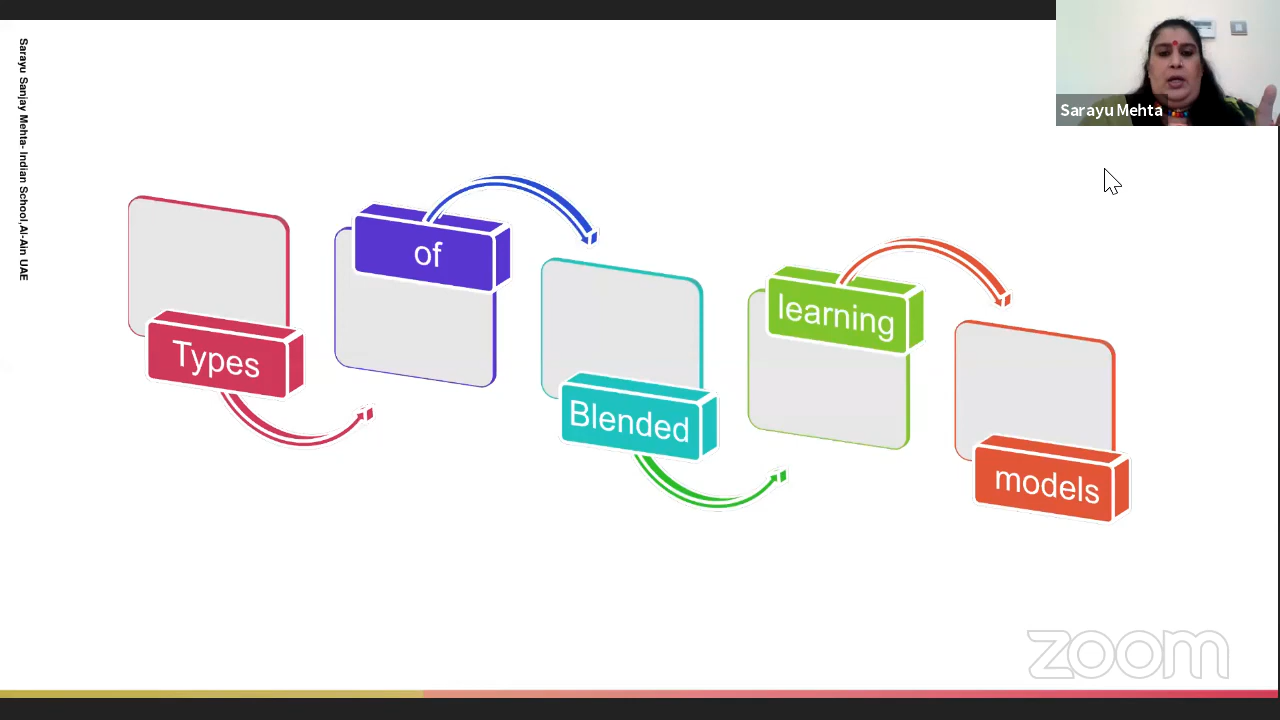 Sarayu Sanjay Mehta- Indian School,Al-Ain UAE
Sarayu Mehta
Types
of
Blended
learning
models
zoom